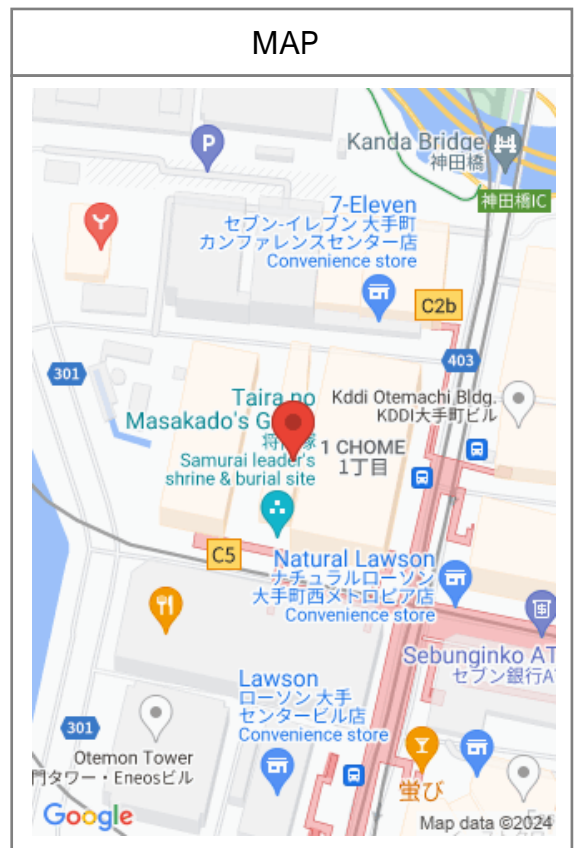 MAP
Kanda Bridge
神田橋
神田橋IC
P
7-Eleven
セブン-イレブン 大手町
カンファレンスセンター店
Convenience store
C2b
403
301
Taira no
Masakado's
Kddi Otemachi Bldg.
KDDI大手町ビル
Samurai leader's
shrine & burial site
1 CHOME
1丁目
C5
Natural Lawson
ナチュラルローソン
大手町西メトロピア店
Convenience store
Sebunginko AT
セブン銀行A
Lawson
ローソン 大手
センタービル店
Convenience store
301
Otemon Tower
門タワー・Eneosビル
蛍び
Google
Map data ©2024